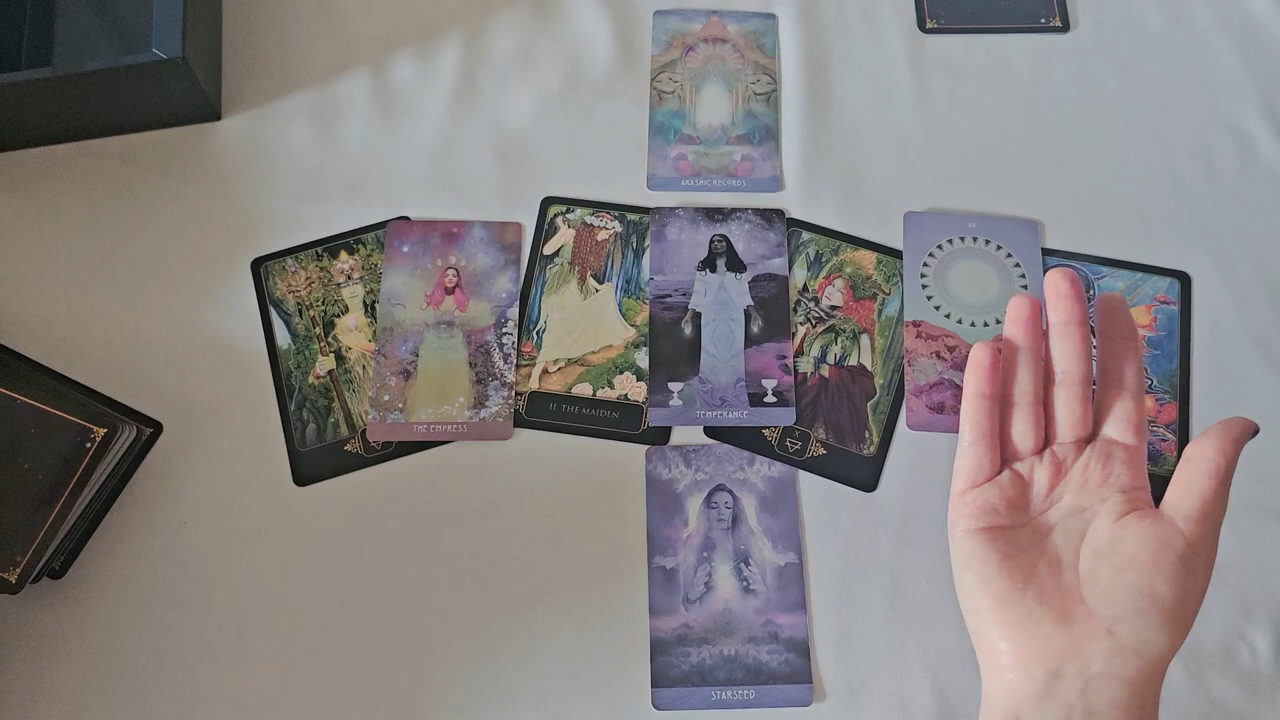 AKASHIC RECORDS
THE EMPRESS
II. THE MAIDEN
TEMPERANCE
X
STARSEED